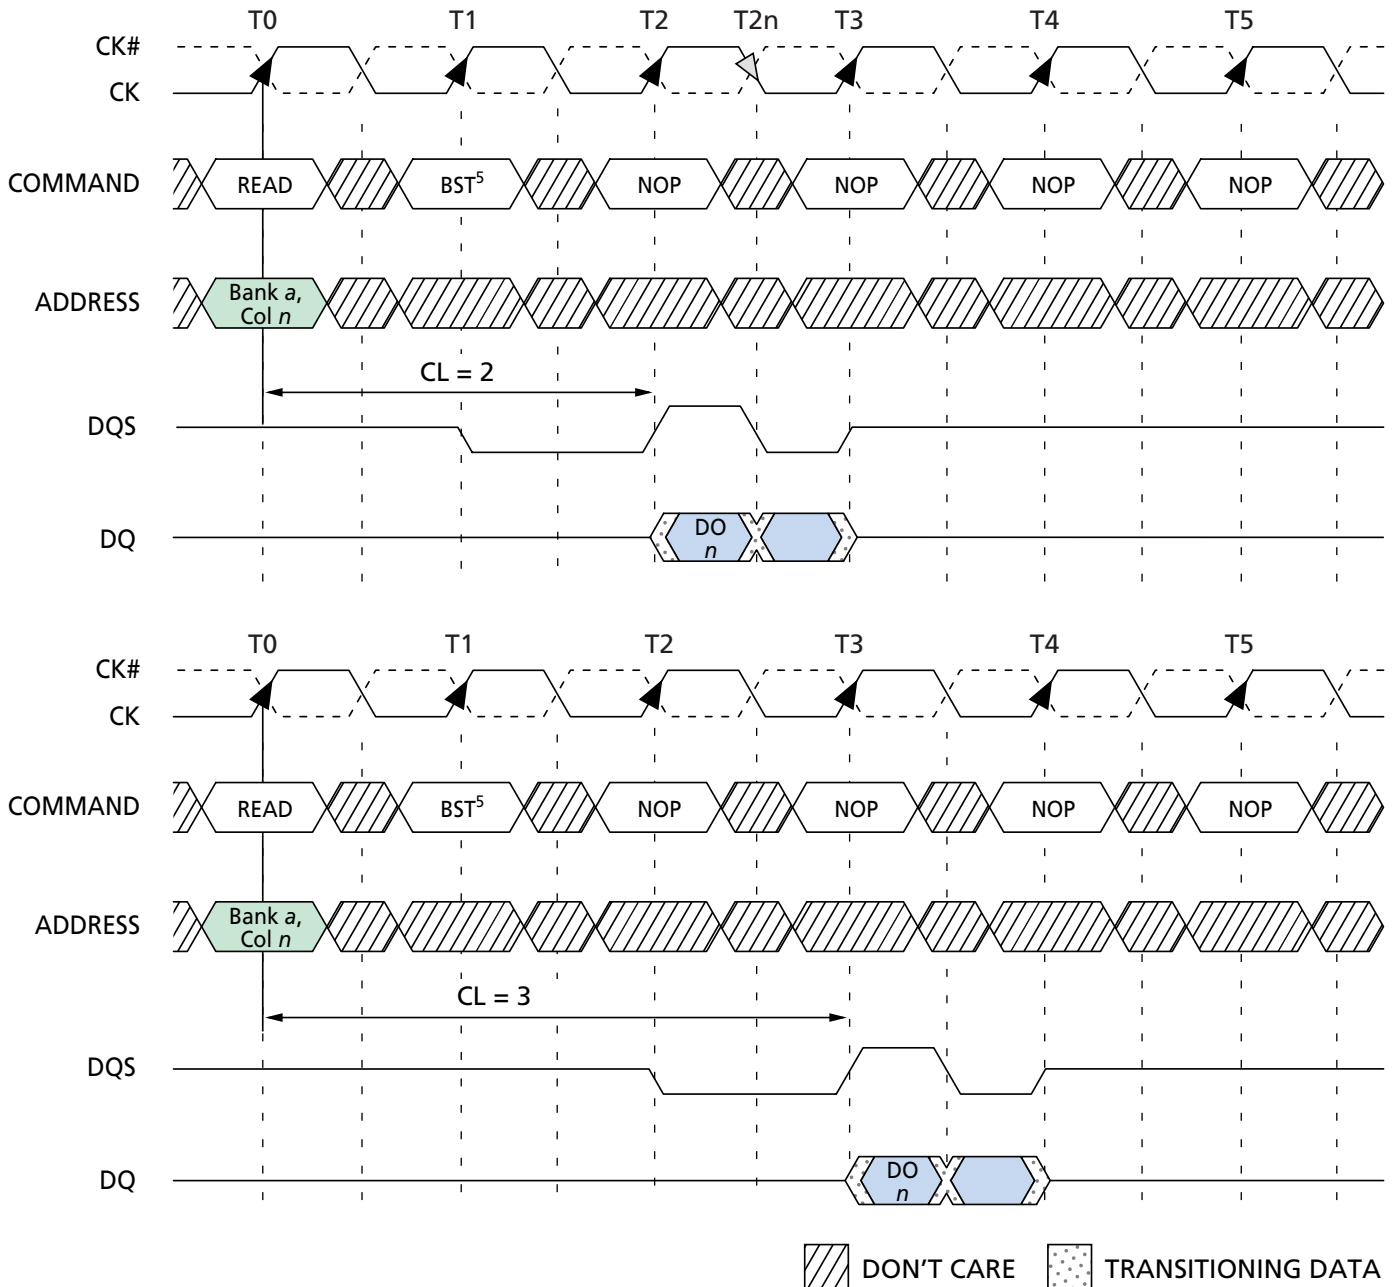 T0 T1 T2 T2n T3 T4 T5
CK#
CK
COMMAND READ BST5 NOP NOP NOP NOP
ADDRESS Bank a,
Col n
CL = 2
DQS
DQ DO
n
T0 T1 T2 T3 T4 T5
CK#
CK
COMMAND READ BST5 NOP NOP NOP NOP
ADDRESS Bank a,
Col n
CL = 3
DQS
DQ DO
n
DON'T CARE TRANSITIONING DATA